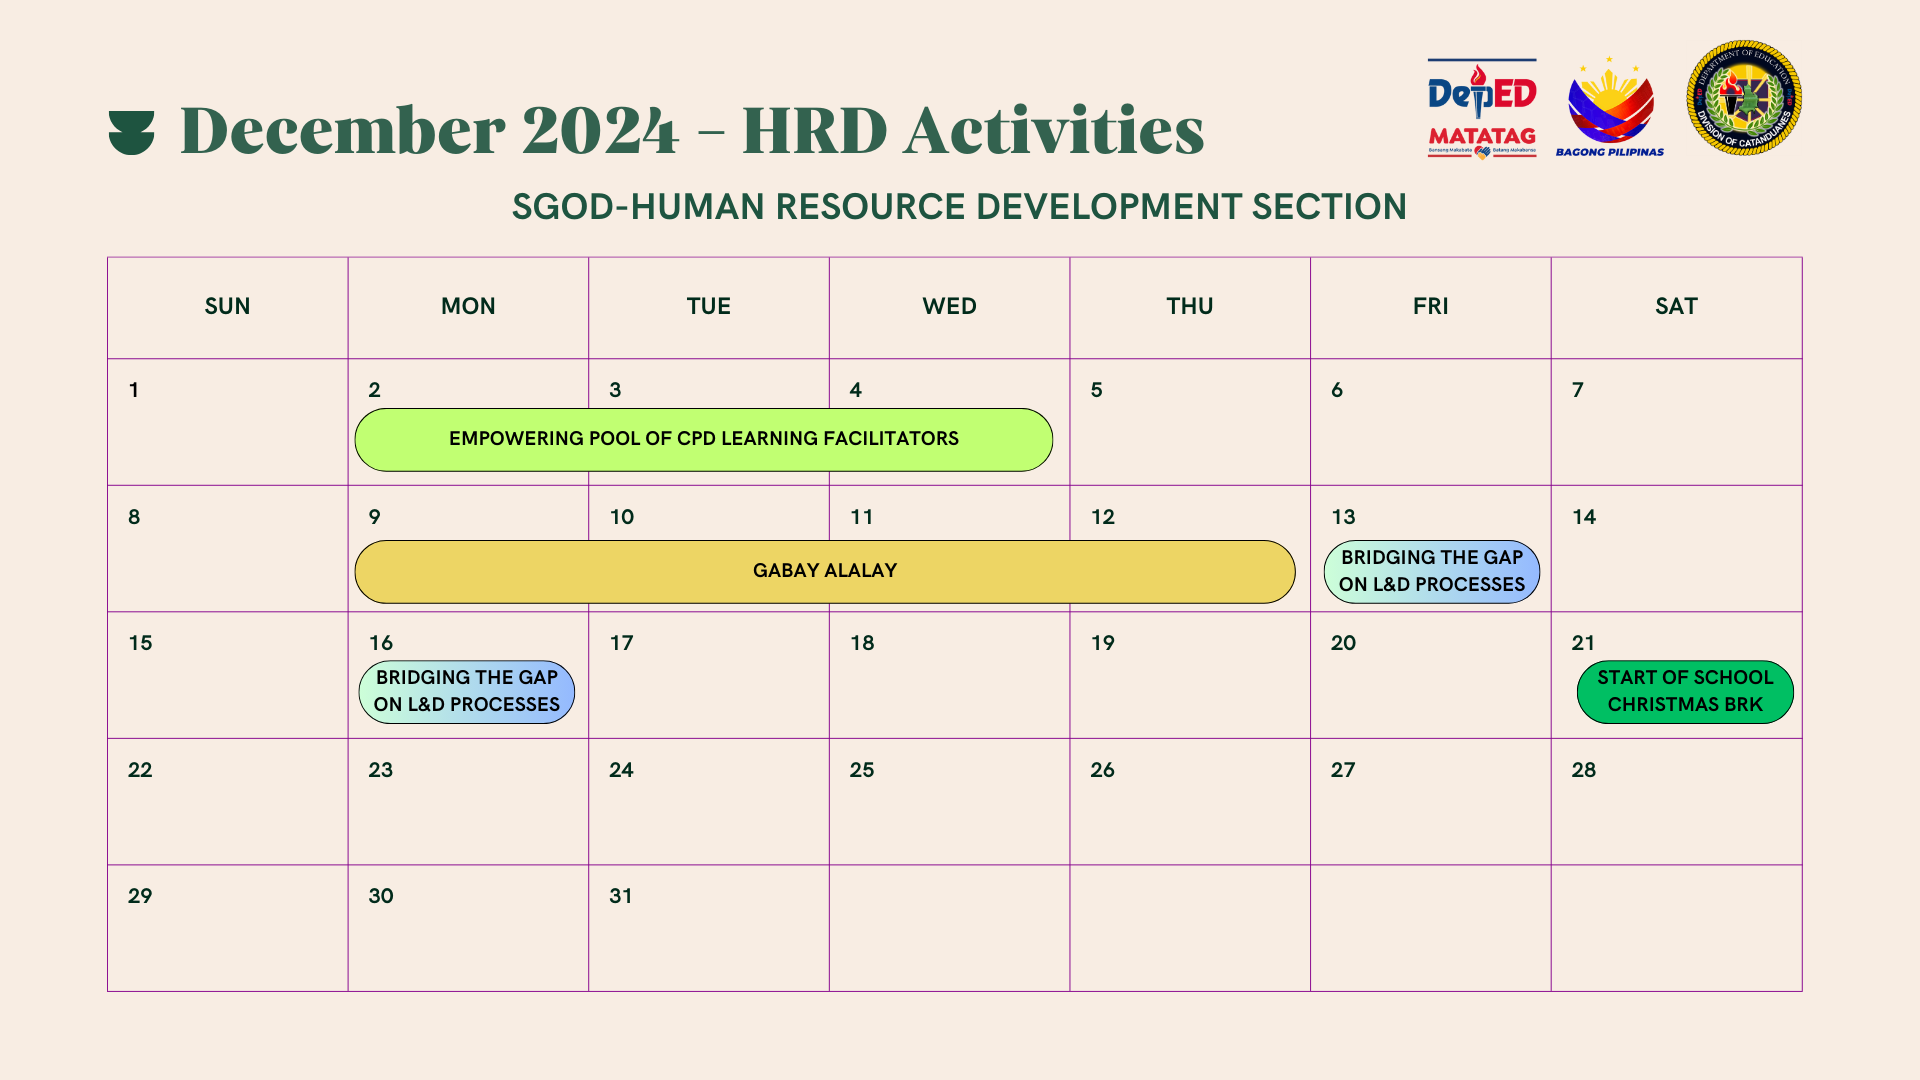 December 2024 – HRD Activities
DepED
MATATAG
Bansang Makabata Batang Makabansa
BAGONG PILIPINAS
DEPARTMENT OF EDUCATION
DIVISION OF CATANDUANES
SGOD-HUMAN RESOURCE DEVELOPMENT SECTION
SUN MON TUE WED THU FRI SAT
1 2 3 4 5 6 7
EMPOWERING POOL OF CPD LEARNING FACILITATORS
8 9 10 11 12 13 14
GABAY ALALAY
BRIDGING THE GAP
ON L&D PROCESSES
15 16 17 18 19 20 21
BRIDGING THE GAP
ON L&D PROCESSES
START OF SCHOOL
CHRISTMAS BRK
22 23 24 25 26 27 28
29 30 31